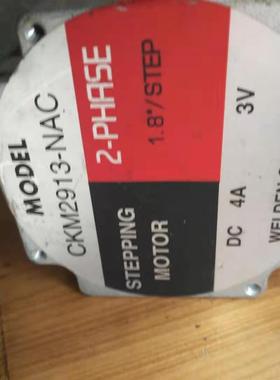 MODEL
CKM2913-NAC
2-PHASE
1.8°/STEP
STEPPING
MOTOR
DC 4A 3V